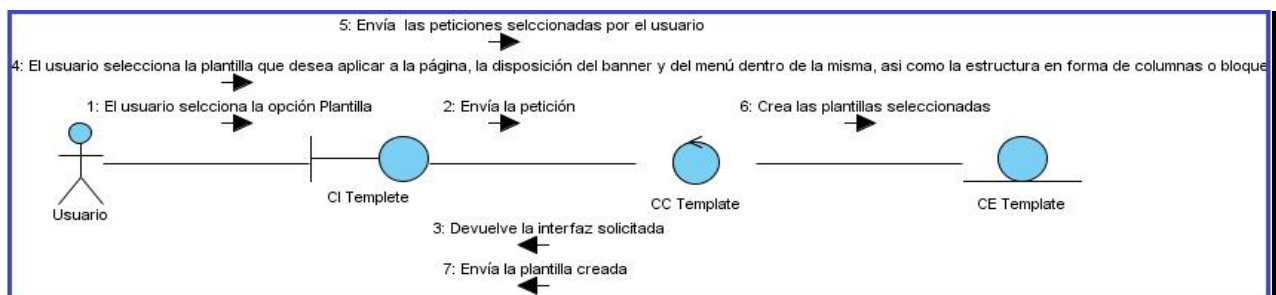 5: Envía las peticiones selccionadas por el usuario
4: El usuario selecciona la plantilla que desea aplicar a la página, la disposición del banner y del menú dentro de la misma, asi como la estructura en forma de columnas o bloque
1: El usuario selcciona la opción Plantilla
2: Envía la petición
6: Crea las plantillas seleccionadas
Usuario
CI Templete
CC Template
CE Template
3: Devuelve la interfaz solicitada
7: Envía la plantilla creada